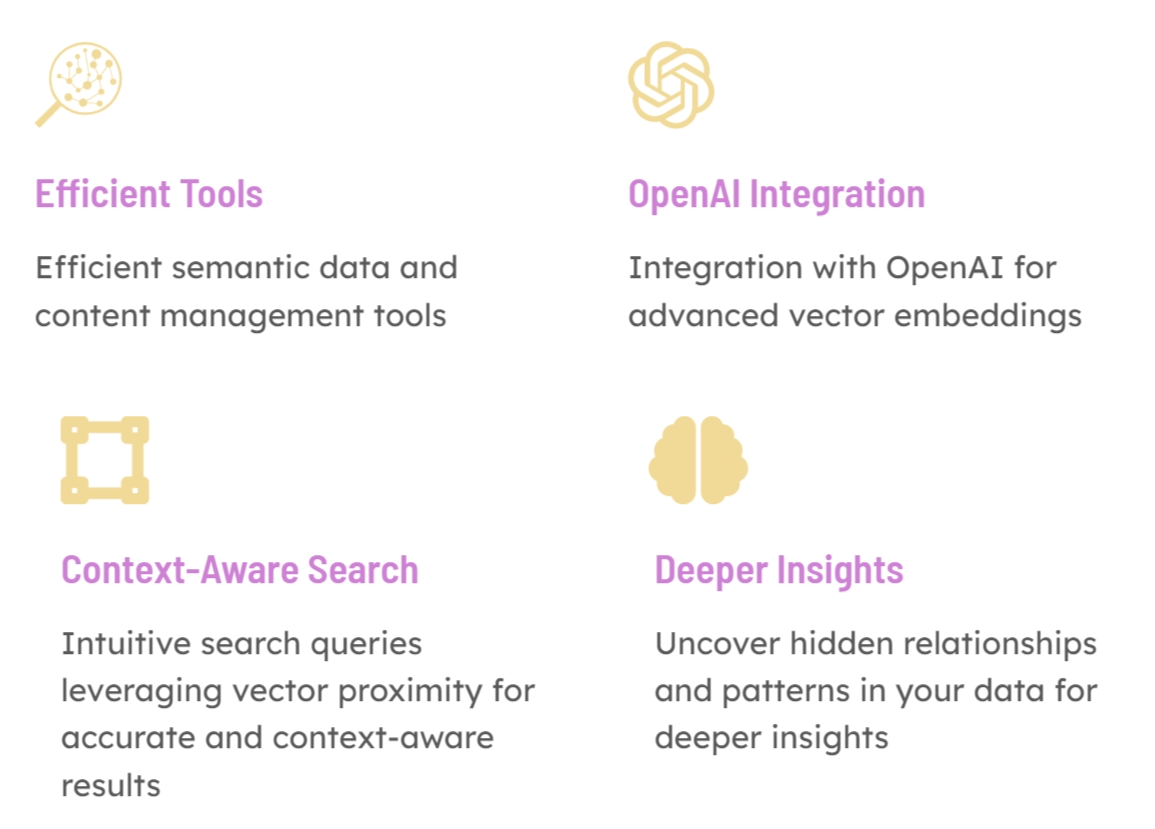 Efficient Tools
Efficient semantic data and
content management tools
OpenAI Integration
Integration with OpenAI for
advanced vector embeddings
Context-Aware Search
Intuitive search queries
leveraging vector proximity for
accurate and context-aware
results
Deeper Insights
Uncover hidden relationships
and patterns in your data for
deeper insights